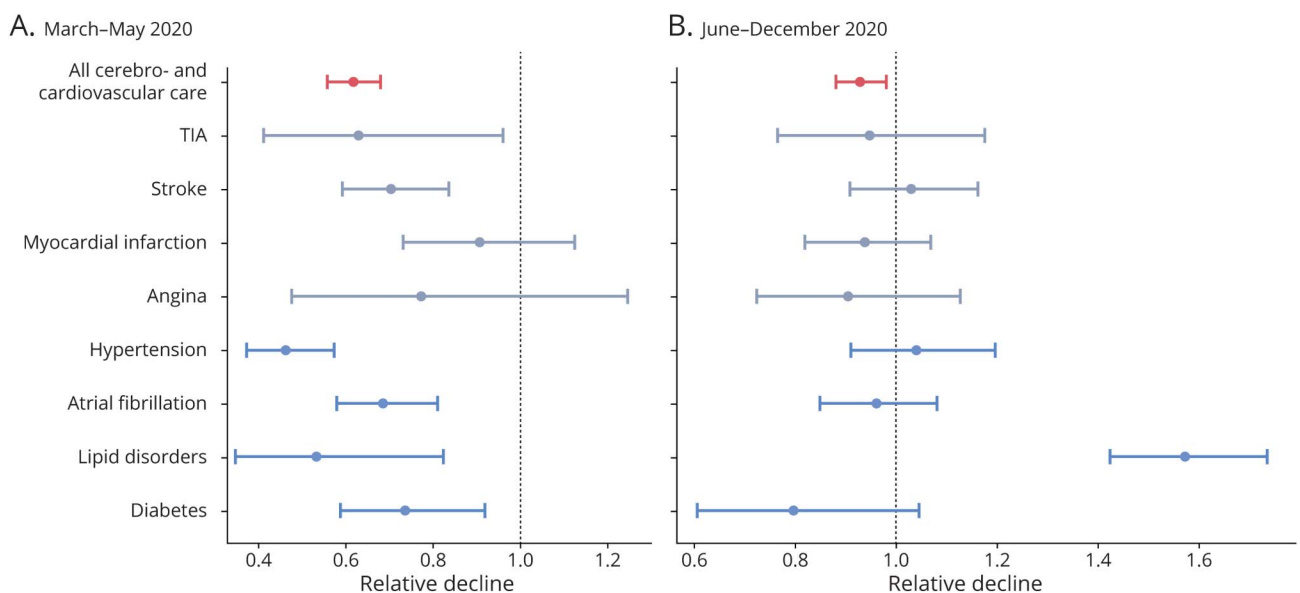 A. March–May 2020
All cerebro- and
cardiovascular care
TIA
Stroke
Myocardial infarction
Angina
Hypertension
Atrial fibrillation
Lipid disorders
Diabetes
0.4 0.6 0.8 1.0 1.2
Relative decline
B. June–December 2020
0.6 0.8 1.0 1.2 1.4 1.6
Relative decline